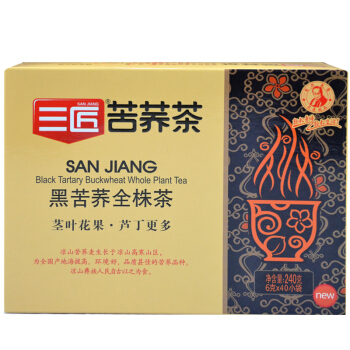 SAN JIANG
三匠®苦荞茶
SAN JIANG
Black Tartary Buckwheat Whole Plant Tea
黑苦荞全株茶
茎叶花果·芦丁更多
凉山苦荞麦生长于凉山高寒山区,
为全国产地海拔高、环境好、品质最佳的苦荞品种,
凉山彝族人民自古以之为食。
净含量:240克
6克×40小袋
new